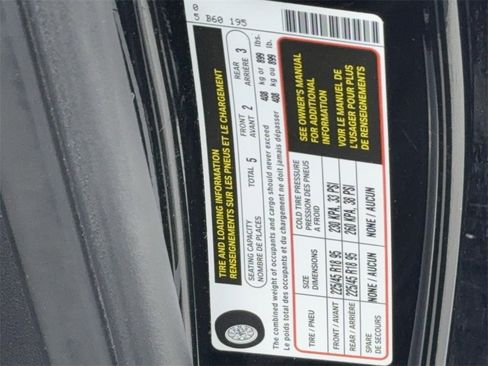 5 0 B60 195
TIRE AND LOADING INFORMATION
RENSEIGNEMENTS SUR LES PNEUS ET LE CHARGEMENT
SEATING CAPACITY TOTAL 5 FRONT 2 REAR 3
NOMBRE DE PLACES AVANT ARRIÈRE
The combined weight of occupants and cargo should never exceed 408 kg or 899 lbs.
Le poids total des occupants et du chargement ne doit jamais dépasser 408 kg ou 899 lb.
TIRE / PNEU
SIZE
DIMENSIONS
COLD TIRE PRESSURE
PRESSION DES PNEUS
A FROID
FRONT / AVANT 225/45 R18 95 230 KPA, 33 PSI
REAR / ARRIÈRE 225/45 R18 95 260 KPA, 38 PSI
SPARE
DE SECOURS
NONE / AUCUN NONE / AUCUN
SEE OWNER'S MANUAL
FOR ADDITIONAL
INFORMATION
VOIR LE MANUEL DE
L'USAGER POUR PLUS
DE RENSEIGNEMENTS